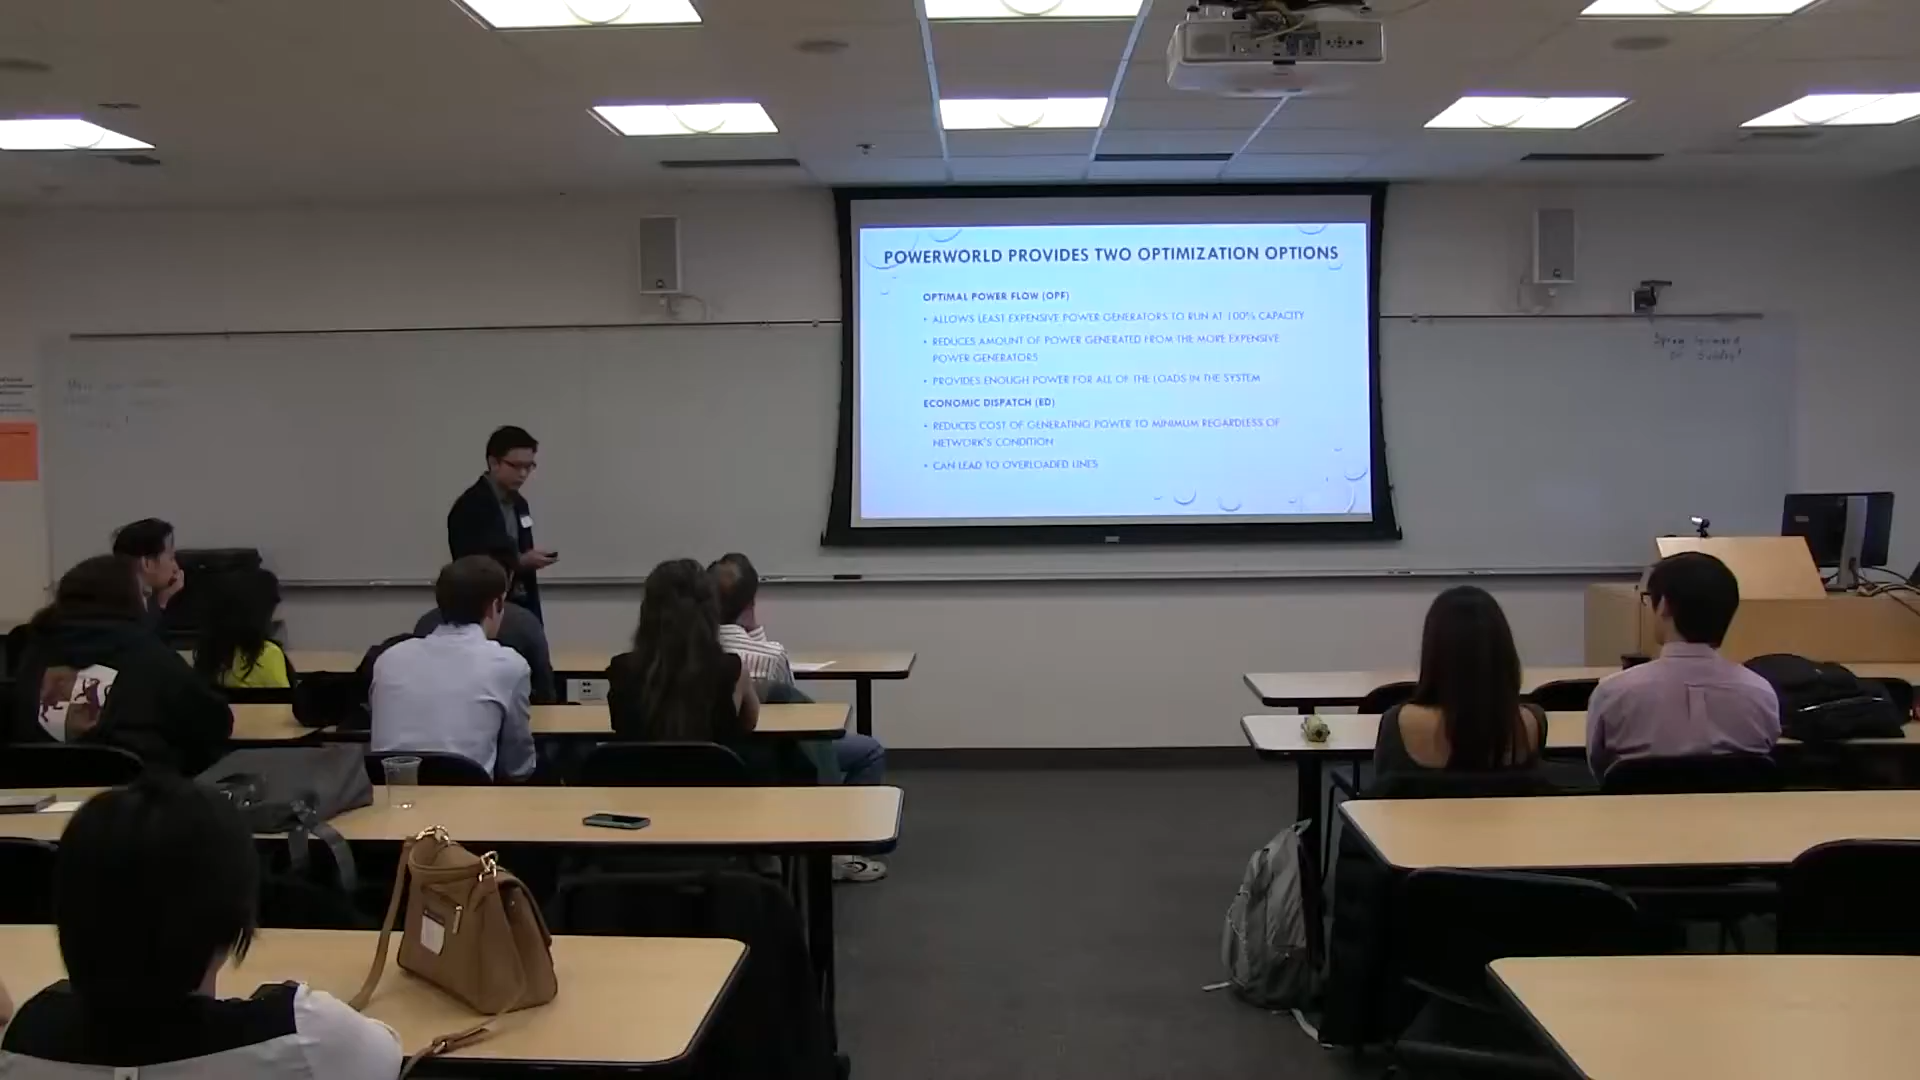 POWERWORLD PROVIDES TWO OPTIMIZATION OPTIONS
OPTIMAL POWER FLOW (OPF)
• ALLOWS LEAST EXPENSIVE POWER GENERATORS TO RUN AT 100% CAPACITY
• REDUCES AMOUNT OF POWER GENERATED FROM THE MORE EXPENSIVE
POWER GENERATORS
• PROVIDES ENOUGH POWER FOR ALL OF THE LOADS IN THE SYSTEM
ECONOMIC DISPATCH (ED)
• REDUCES COST OF GENERATING POWER TO MINIMUM REGARDLESS OF
NETWORK'S CONDITION
• CAN LEAD TO OVERLOADED LINES